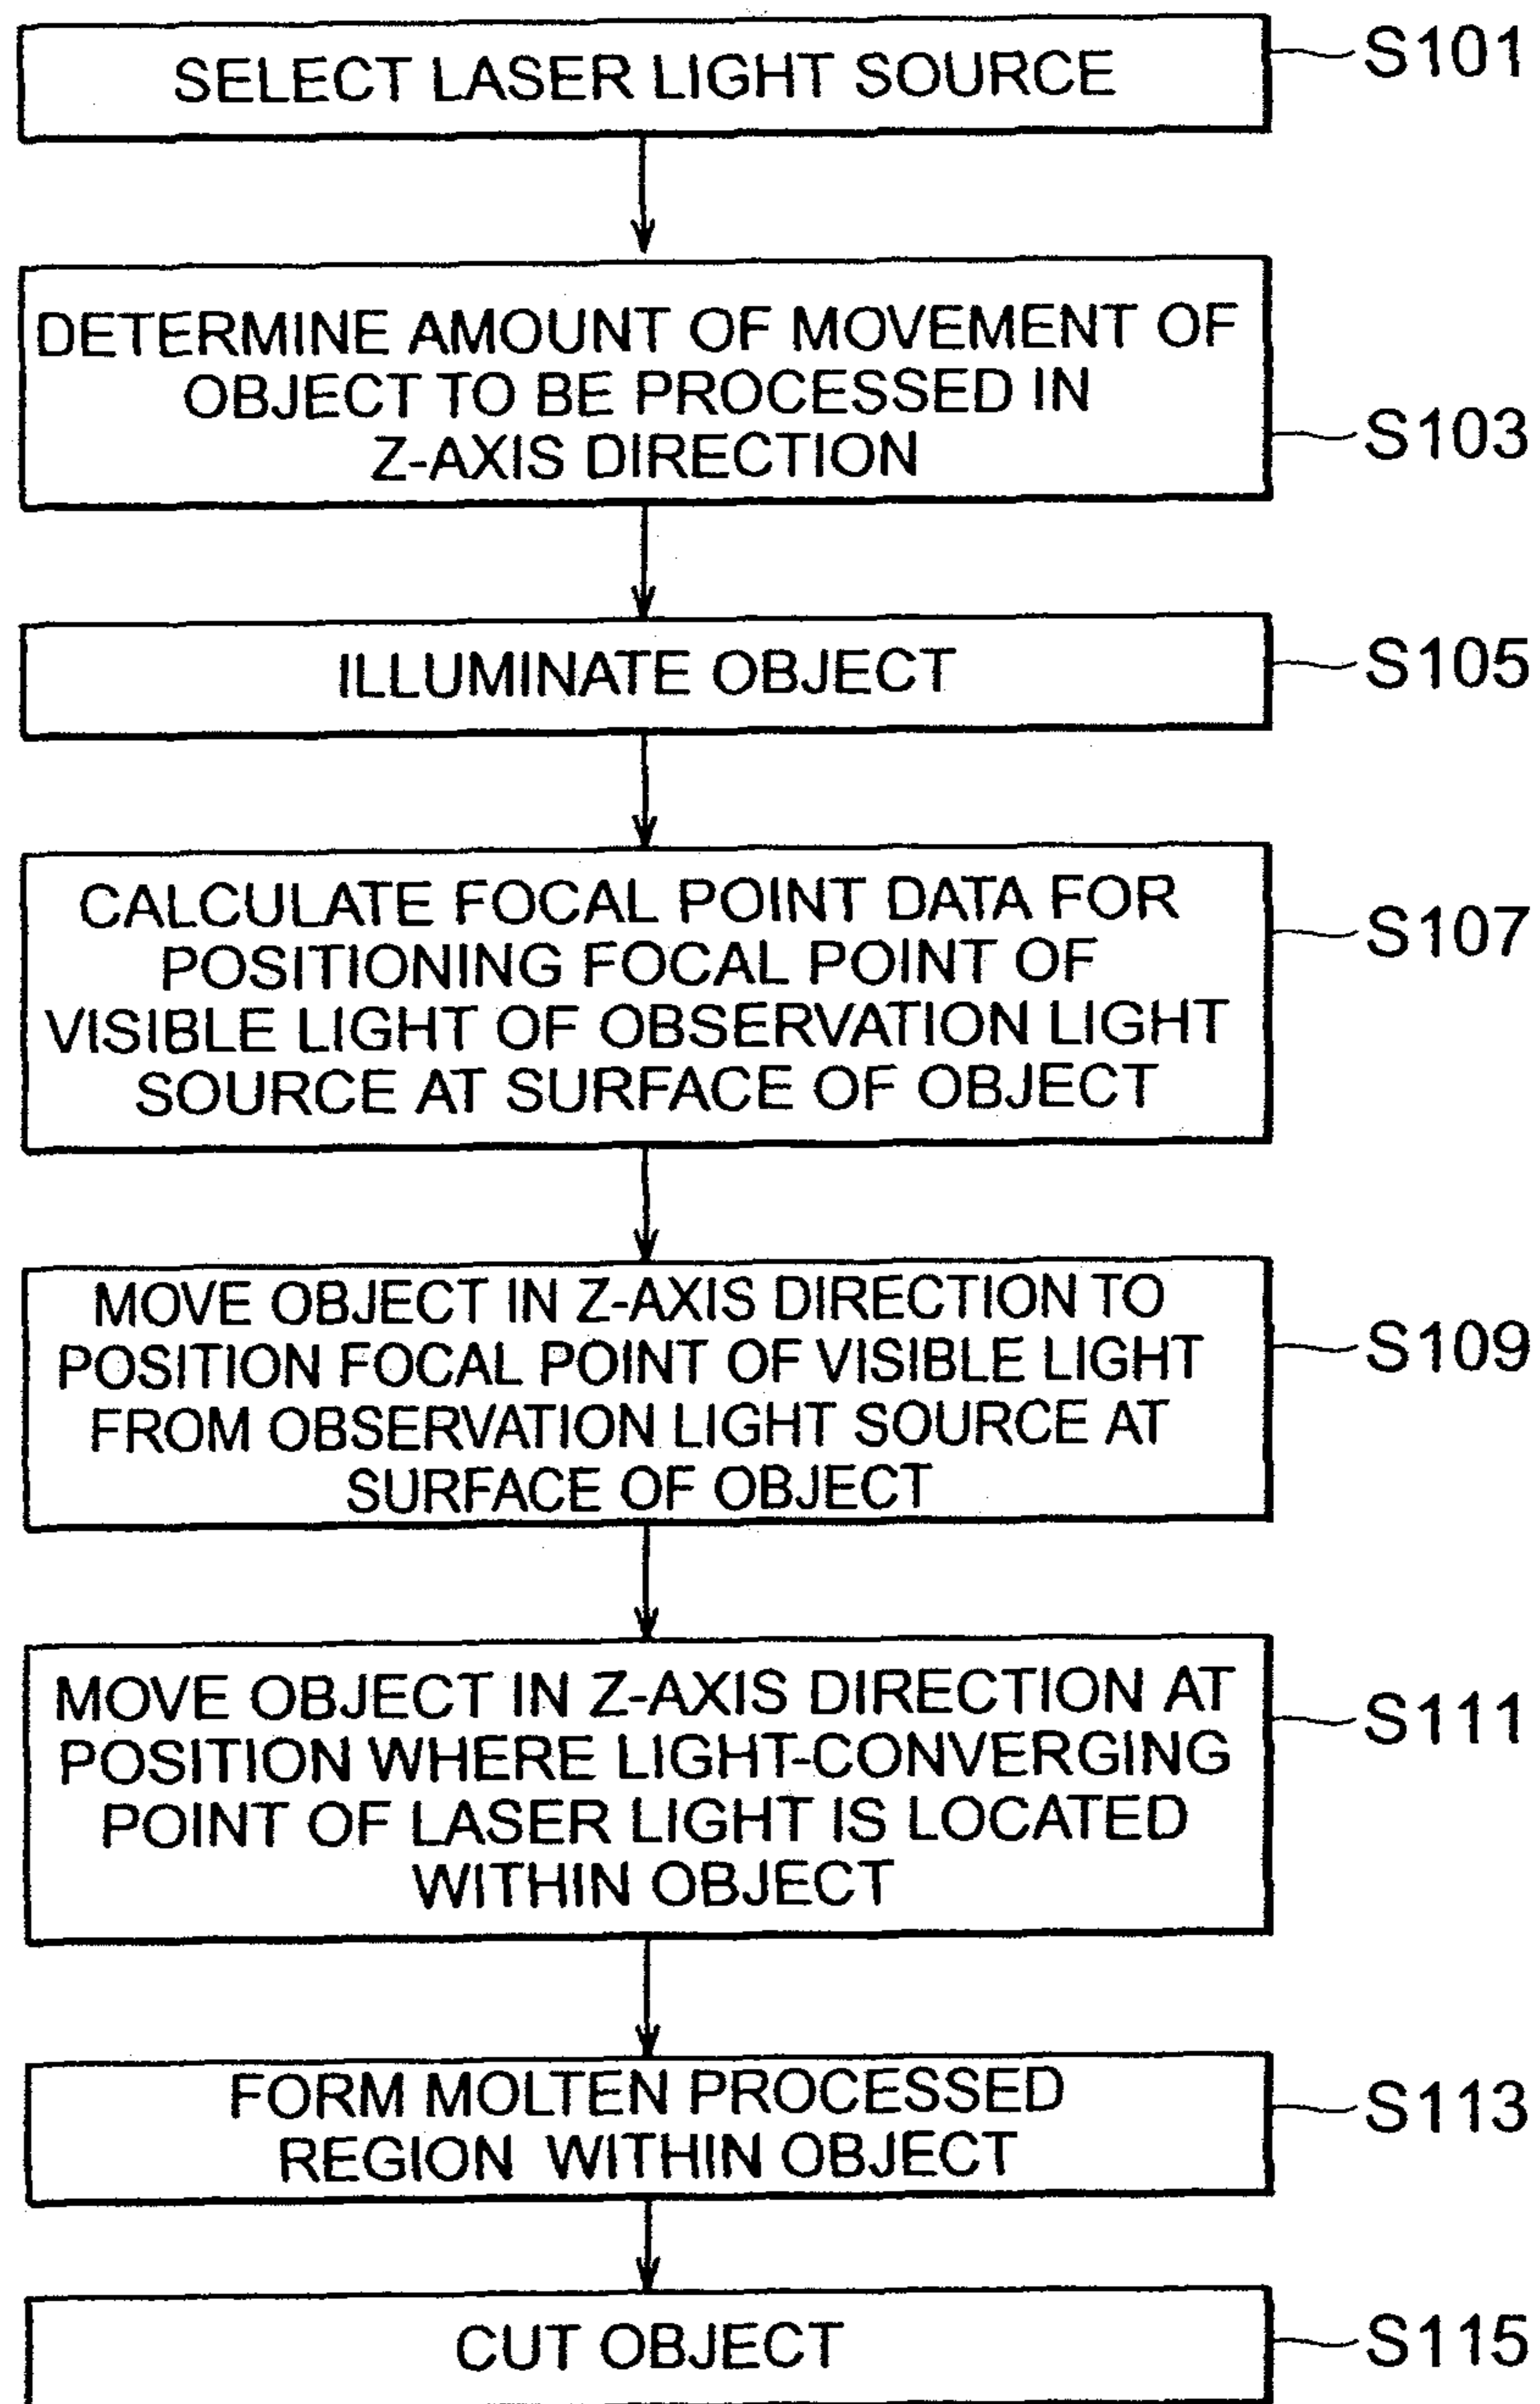 SELECT LASER LIGHT SOURCE
S101
DETERMINE AMOUNT OF MOVEMENT OF
OBJECT TO BE PROCESSED IN
Z-AXIS DIRECTION
S103
ILLUMINATE OBJECT
S105
CALCULATE FOCAL POINT DATA FOR
POSITIONING FOCAL POINT OF
VISIBLE LIGHT OF OBSERVATION LIGHT
SOURCE AT SURFACE OF OBJECT
S107
MOVE OBJECT IN Z-AXIS DIRECTION TO
POSITION FOCAL POINT OF VISIBLE LIGHT
FROM OBSERVATION LIGHT SOURCE AT
SURFACE OF OBJECT
S109
MOVE OBJECT IN Z-AXIS DIRECTION AT
POSITION WHERE LIGHT-CONVERGING
POINT OF LASER LIGHT IS LOCATED
WITHIN OBJECT
S111
FORM MOLTEN PROCESSED
REGION WITHIN OBJECT
S113
CUT OBJECT
S115